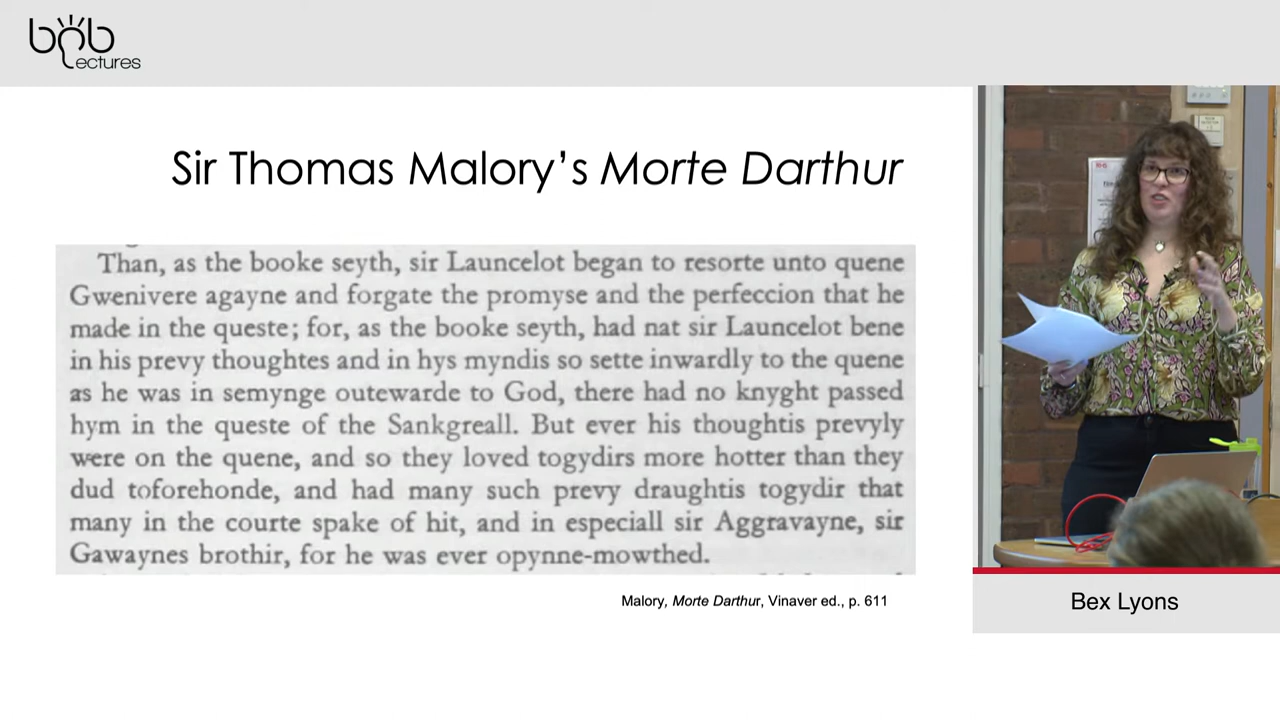 bob
Lectures
Sir Thomas Malory’s Morte Darthur
Than, as the booke seyth, sir Launcelot began to resorte unto quene
Gwenivere agayne and forgate the promyse and the perfeccion that he
made in the queste; for, as the booke seyth, had nat sir Launcelot bene
in his prevy thoughtes and in hys myndis so sette inwardly to the quene
as he was in semynge outewarde to God, there had no knyght passed
hym in the queste of the Sankgreall. But ever his thoughtis prevyly
were on the quene, and so they loved togydirs more hotter than they
dud toforehonde, and had many such prevy draughtis togydir that
many in the courte spake of hit, and in especiall sir Aggravayne, sir
Gawaynes brothir, for he was ever opynne-mowthed.
Malory, Morte Darthur, Vinaver ed., p. 611
Bex Lyons